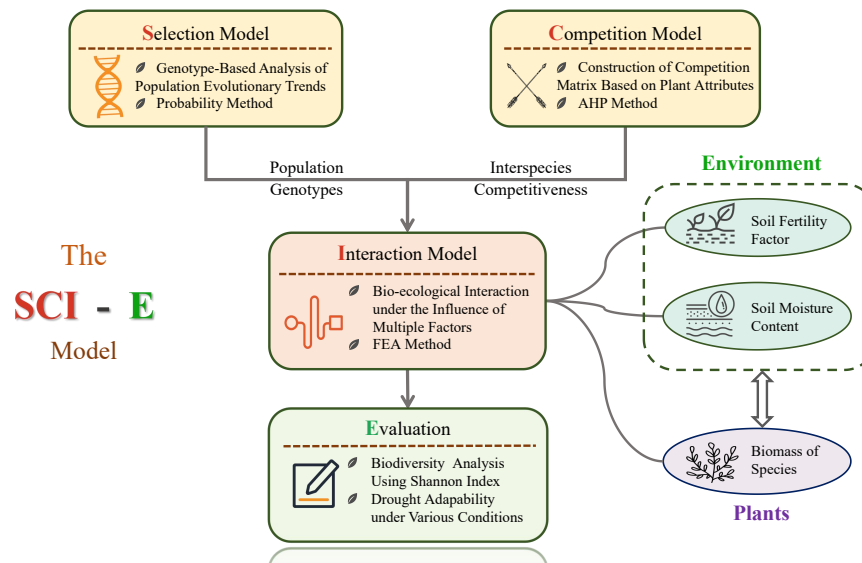 Selection Model
Genotype-Based Analysis of
Population Evolutionary Trends
Probability Method
Competition Model
Construction of Competition
Matrix Based on Plant Attributes
AHP Method
Population
Genotypes
Interspecies
Competitiveness
Environment
Soil Fertility
Factor
Soil Moisture
Content
The
SCI - E
Model
Interaction Model
Bio-ecological Interaction
under the Influence of
Multiple Factors
FEA Method
Evaluation
Biodiversity Analysis
Using Shannon Index
Drought Adapability
under Various Conditions
Biomass of
Species
Plants